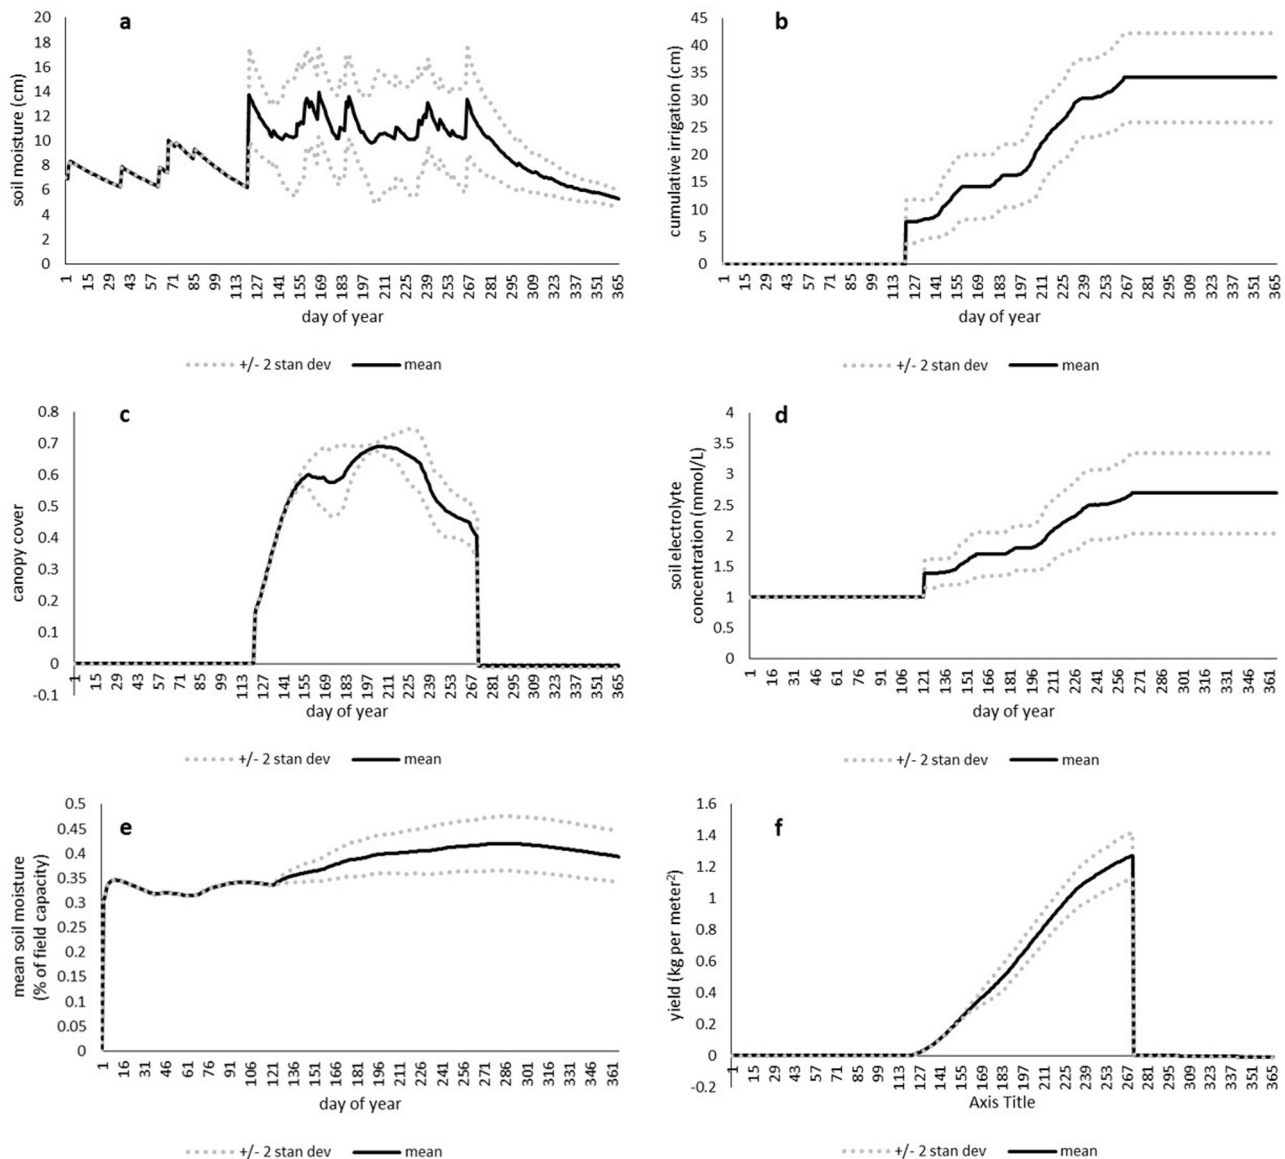 a
soil moisture (cm)
20
18
16
14
12
10
8
6
4
2
0
1 15 29 43 57 71 85 99 113 127 141 155 169 183 197 211 225 239 253 267 281 295 309 323 337 351 365
day of year
+/- 2 stan dev mean
b
cumulative irrigation (cm)
45
40
35
30
25
20
15
10
5
0
1 15 29 43 57 71 85 99 113 127 141 155 169 183 197 211 225 239 253 267 281 295 309 323 337 351 365
day of year
+/- 2 stan dev mean
c
canopy cover
0.8
0.7
0.6
0.5
0.4
0.3
0.2
0.1
0
-0.1
1 15 29 43 57 71 85 99 113 127 141 155 169 183 197 211 225 239 253 267 281 295 309 323 337 351 365
day of year
+/- 2 stan dev mean
d
soil electrolyte
concentration (mmol/L)
4
3.5
3
2.5
2
1.5
1
0.5
0
1 16 31 46 61 76 91 106 121 136 151 166 181 196 211 226 241 256 271 286 301 316 331 346 361
day of year
+/- 2 stan dev mean
e
mean soil moisture
(% of field capacity)
0.5
0.45
0.4
0.35
0.3
0.25
0.2
0.15
0.1
0.05
0
1 16 31 46 61 76 91 106 121 136 151 166 181 196 211 226 241 256 271 286 301 316 331 346 361
day of year
+/- 2 stan dev mean
f
yield (kg per meter²)
1.6
1.4
1.2
1
0.8
0.6
0.4
0.2
0
-0.2
1 15 29 43 57 71 85 99 113 127 141 155 169 183 197 211 225 239 253 267 281 295 309 323 337 351 365
Axis Title
+/- 2 stan dev mean